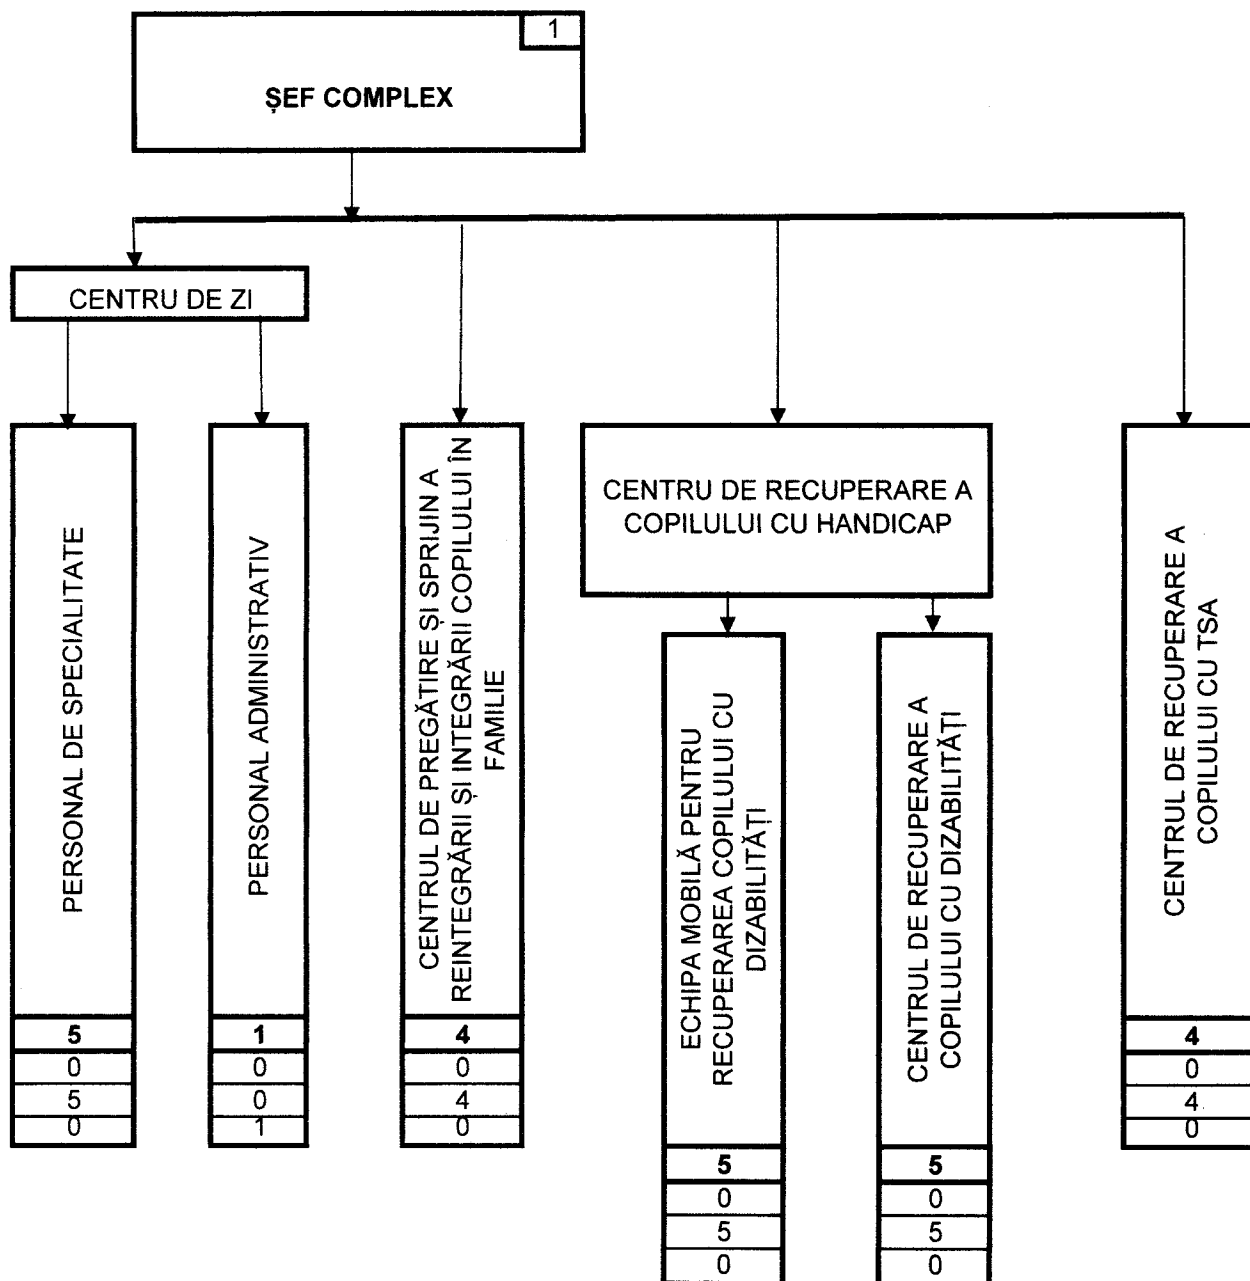 1
ȘEF COMPLEX
CENTRU DE ZI
PERSONAL DE SPECIALITATE
5
0
5
0
PERSONAL ADMINISTRATIV
1
0
0
1
CENTRUL DE PREGĂTIRE ȘI SPRIJIN A
REINTEGRĂRII ȘI INTEGRĂRII COPILULUI ÎN
FAMILIE
4
0
4
0
CENTRU DE RECUPERARE A
COPILULUI CU HANDICAP
ECHIPA MOBILĂ PENTRU
RECUPERAREA COPILULUI CU
DIZABILITĂȚI
5
0
5
0
CENTRUL DE RECUPERARE A
COPILULUI CU DIZABILITĂȚI
5
0
5
0
CENTRUL DE RECUPERARE A
COPILULUI CU TSA
4
0
4
0